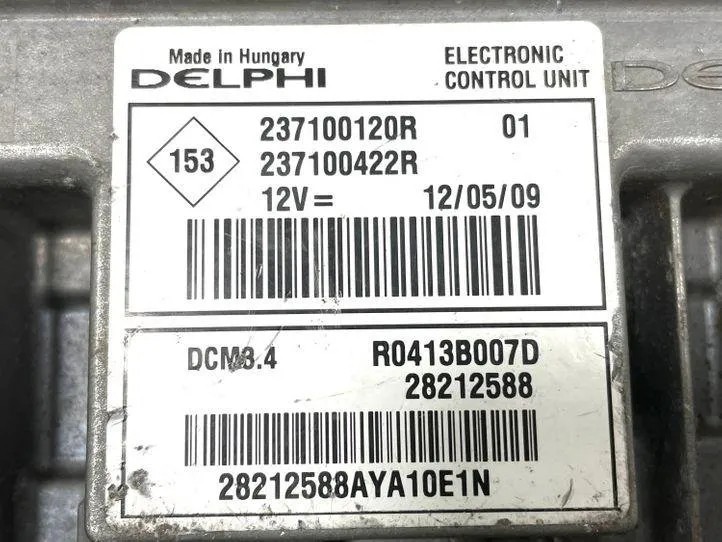 Made in Hungary
DELPHI
ELECTRONIC
CONTROL UNIT
153
237100120R 01
237100422R
12V= 12/05/09
DCM3.4 R0413B007D
28212588
28212588AYA10E1N